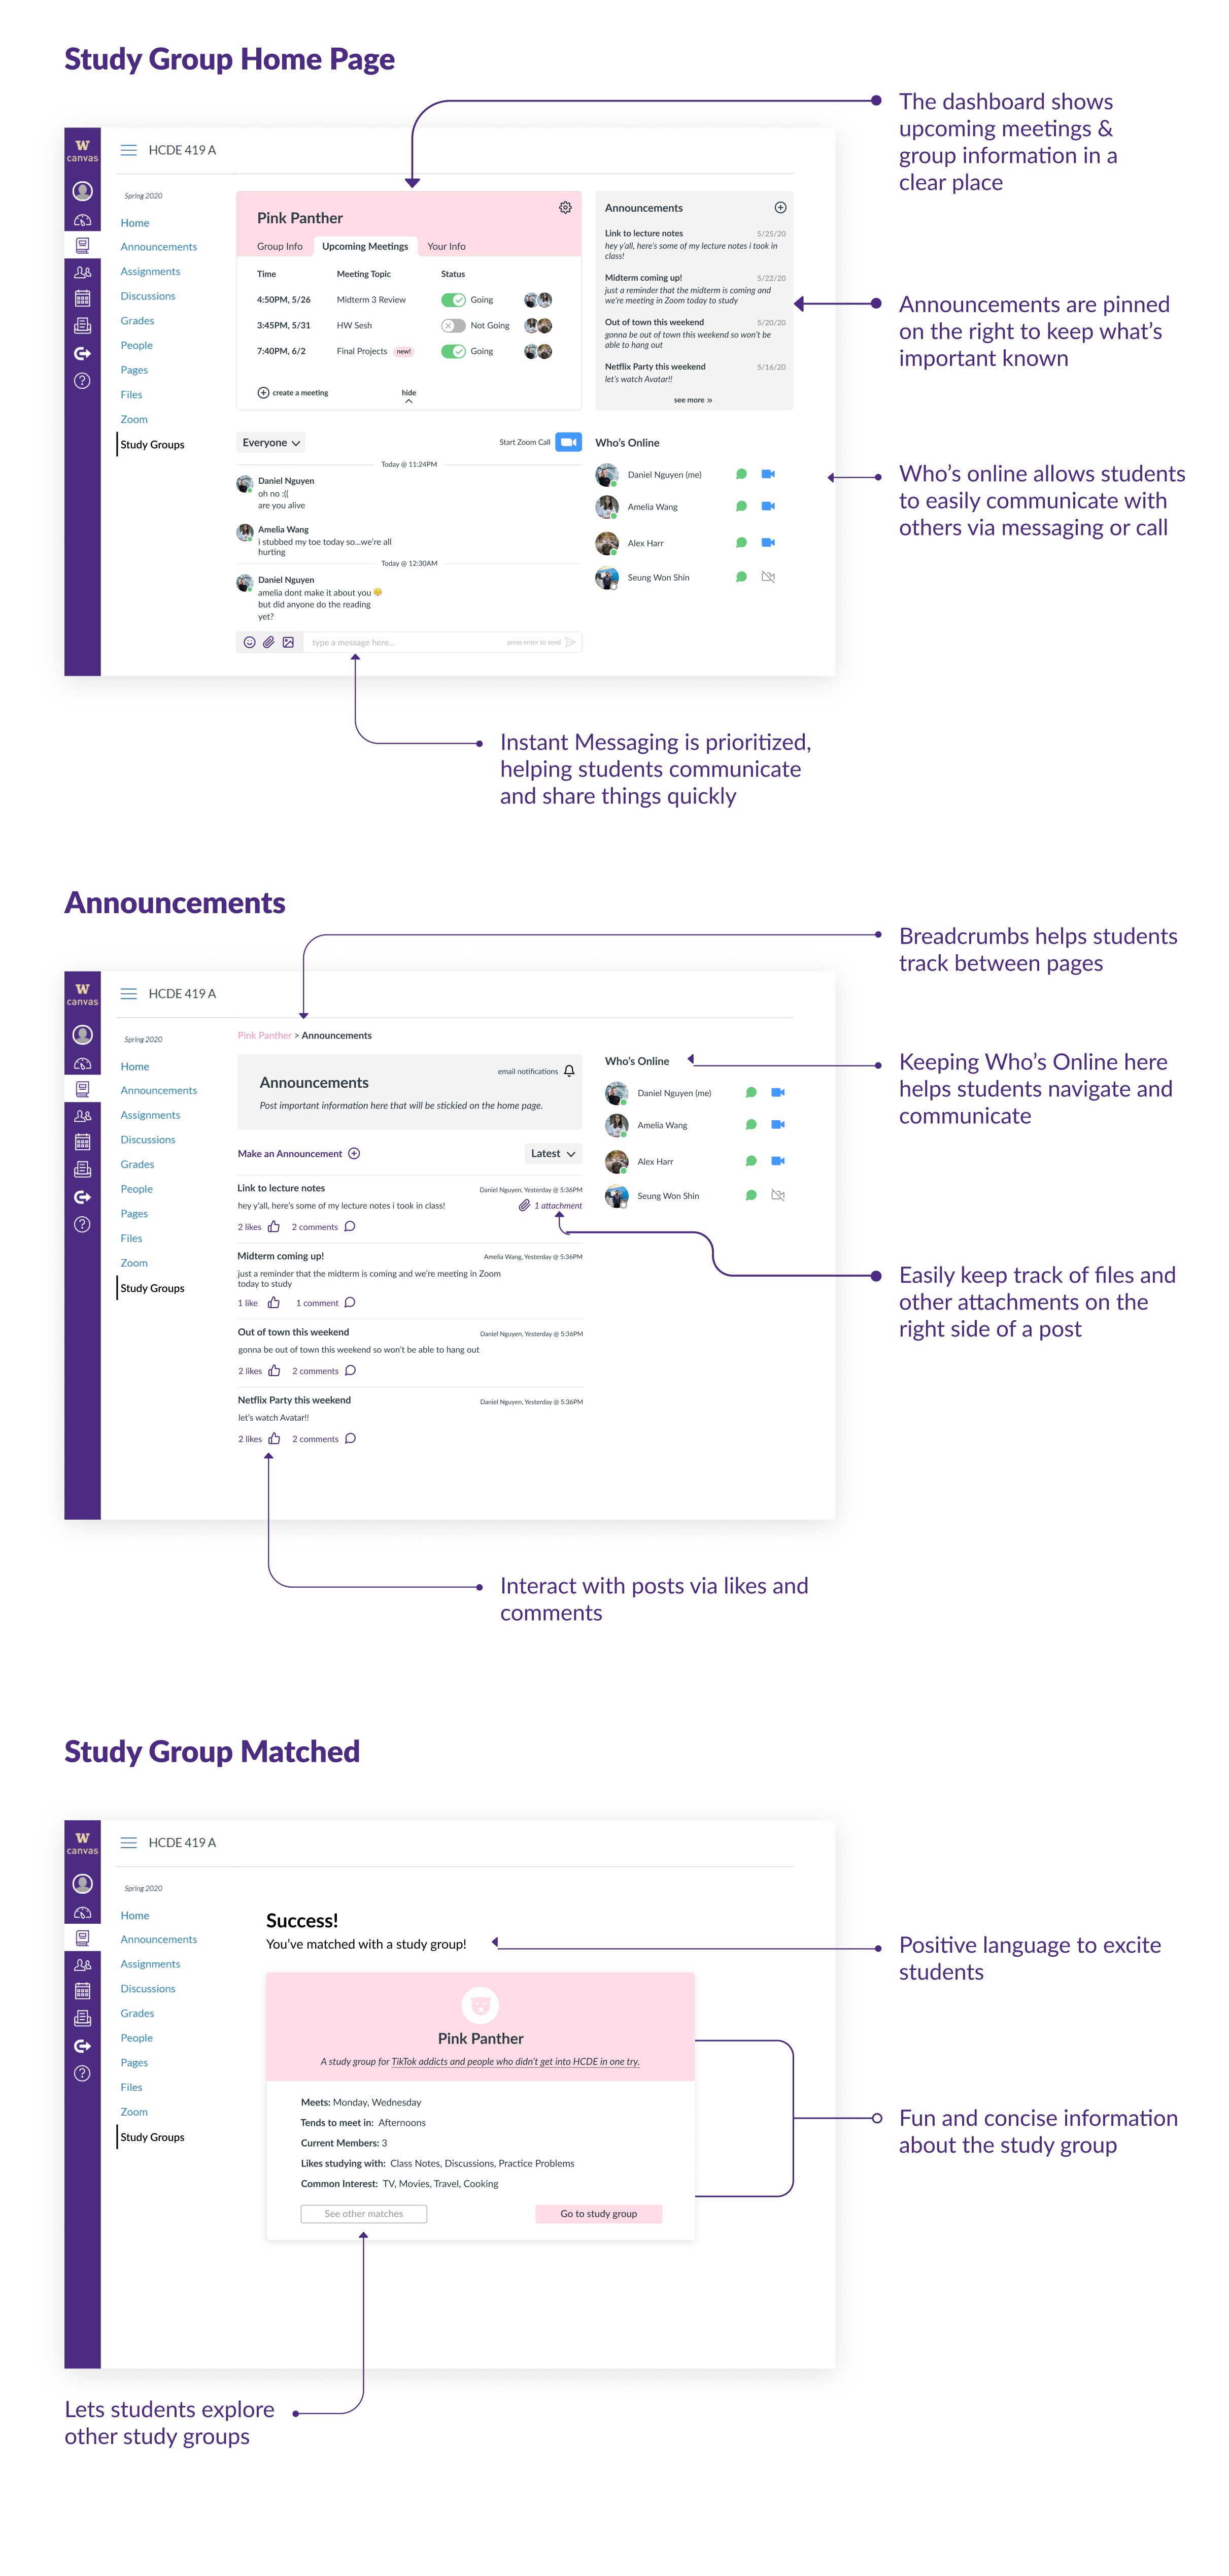 Study Group Home Page
The dashboard shows
upcoming meetings &
group information in a
clear place
W
canvas
HCDE 419 A
Spring 2020
Home
Announcements
Assignments
Discussions
Grades
People
Pages
Files
Zoom
Study Groups
Pink Panther
Group Info Upcoming Meetings Your Info
Time Meeting Topic Status
4:50PM, 5/26 Midterm 3 Review Going
3:45PM, 5/31 HW Sesh Not Going
7:40PM, 6/2 Final Projects new! Going
create a meeting hide
Announcements
Link to lecture notes 5/25/20
hey y'all, here's some of my lecture notes i took in
class!
Midterm coming up! 5/22/20
just a reminder that the midterm is coming and
we're meeting in Zoom today to study
Out of town this weekend 5/20/20
gonna be out of town this weekend so won't be
able to hang out
Netflix Party this weekend 5/16/20
let's watch Avatar!!
see more »
Announcements are pinned
on the right to keep what's
important known
Everyone Start Zoom Call
Today @ 11:24PM
Daniel Nguyen
oh no :((
are you alive
Amelia Wang
i stubbed my toe today so...we're all
hurting
Today @ 12:30AM
Daniel Nguyen
amelia dont make it about you 😤
but did anyone do the reading
yet?
type a message here... press enter to send
Who's Online
Daniel Nguyen (me)
Amelia Wang
Alex Harr
Seung Won Shin
Who's online allows students
to easily communicate with
others via messaging or call
Instant Messaging is prioritized,
helping students communicate
and share things quickly
Announcements
Breadcrumbs helps students
track between pages
W
canvas
HCDE 419 A
Spring 2020
Home
Announcements
Assignments
Discussions
Grades
People
Pages
Files
Zoom
Study Groups
Pink Panther > Announcements
email notifications
Announcements
Post important information here that will be stickied on the home page.
Make an Announcement Latest
Link to lecture notes Daniel Nguyen, Yesterday @ 5:36PM
hey y'all, here's some of my lecture notes i took in class! 1 attachment
2 likes 2 comments
Midterm coming up! Amelia Wang, Yesterday @ 5:36PM
just a reminder that the midterm is coming and we're meeting in Zoom
today to study
1 like 1 comment
Out of town this weekend Daniel Nguyen, Yesterday @ 5:36PM
gonna be out of town this weekend so won't be able to hang out
2 likes 2 comments
Netflix Party this weekend Daniel Nguyen, Yesterday @ 5:36PM
let's watch Avatar!!
2 likes 2 comments
Who's Online
Daniel Nguyen (me)
Amelia Wang
Alex Harr
Seung Won Shin
Keeping Who's Online here
helps students navigate and
communicate
Easily keep track of files and
other attachments on the
right side of a post
Interact with posts via likes and
comments
Study Group Matched
W
canvas
HCDE 419 A
Spring 2020
Home
Announcements
Assignments
Discussions
Grades
People
Pages
Files
Zoom
Study Groups
Success!
You've matched with a study group!
Pink Panther
A study group for TikTok addicts and people who didn't get into HCDE in one try.
Meets: Monday, Wednesday
Tends to meet in: Afternoons
Current Members: 3
Likes studying with: Class Notes, Discussions, Practice Problems
Common Interest: TV, Movies, Travel, Cooking
See other matches Go to study group
Positive language to excite
students
Fun and concise information
about the study group
Lets students explore
other study groups